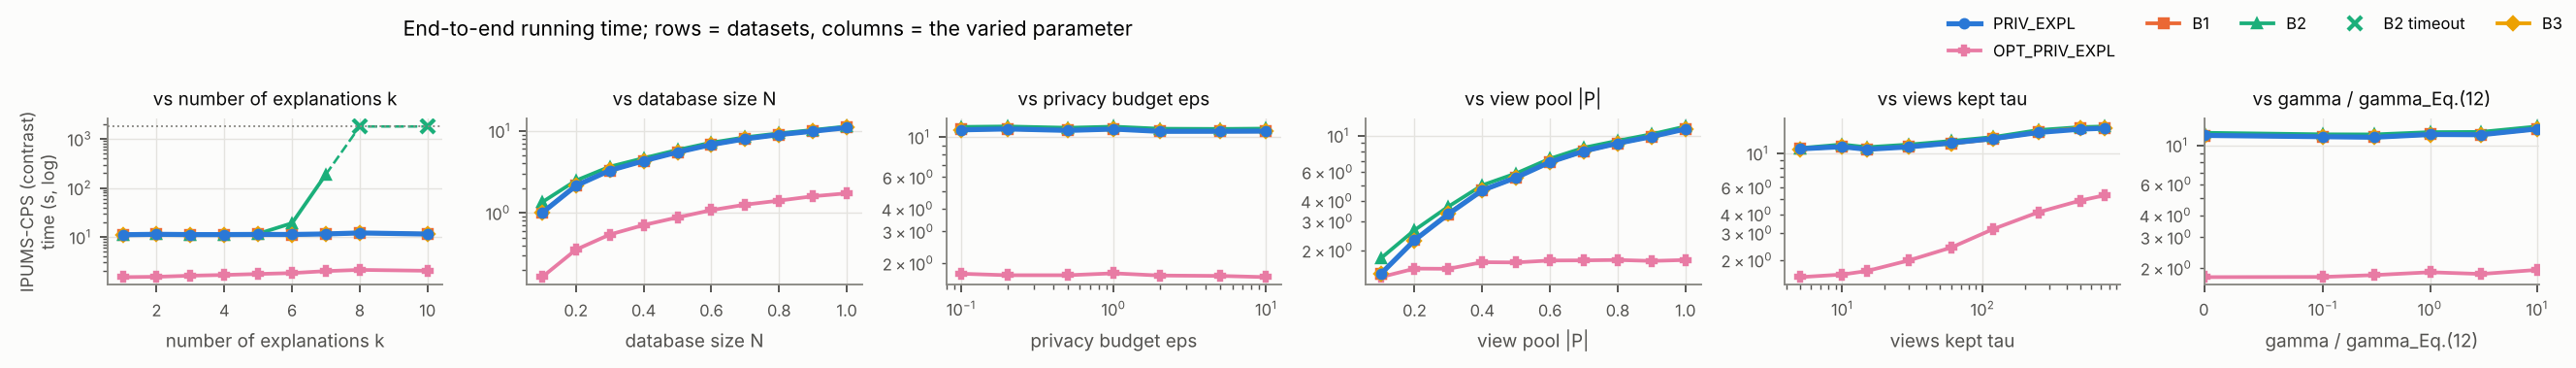 End-to-end running time; rows = datasets, columns = the varied parameter
PRIV_EXPL
B1
B2
B2 timeout
B3
OPT_PRIV_EXPL
vs number of explanations k
IPUMS-CPS (contrast)
time (s, log)
10³
10²
10¹
2 4 6 8 10
number of explanations k
vs database size N
10¹
10⁰
0.2 0.4 0.6 0.8 1.0
database size N
vs privacy budget eps
10¹
6 × 10⁰
4 × 10⁰
3 × 10⁰
2 × 10⁰
10⁻¹ 10⁰ 10¹
privacy budget eps
vs view pool |P|
10¹
6 × 10⁰
4 × 10⁰
3 × 10⁰
2 × 10⁰
0.2 0.4 0.6 0.8 1.0
view pool |P|
vs views kept tau
10¹
6 × 10⁰
4 × 10⁰
3 × 10⁰
2 × 10⁰
10¹ 10²
views kept tau
vs gamma / gamma_Eq.(12)
10¹
6 × 10⁰
4 × 10⁰
3 × 10⁰
2 × 10⁰
0 10⁻¹ 10⁰ 10¹
gamma / gamma_Eq.(12)